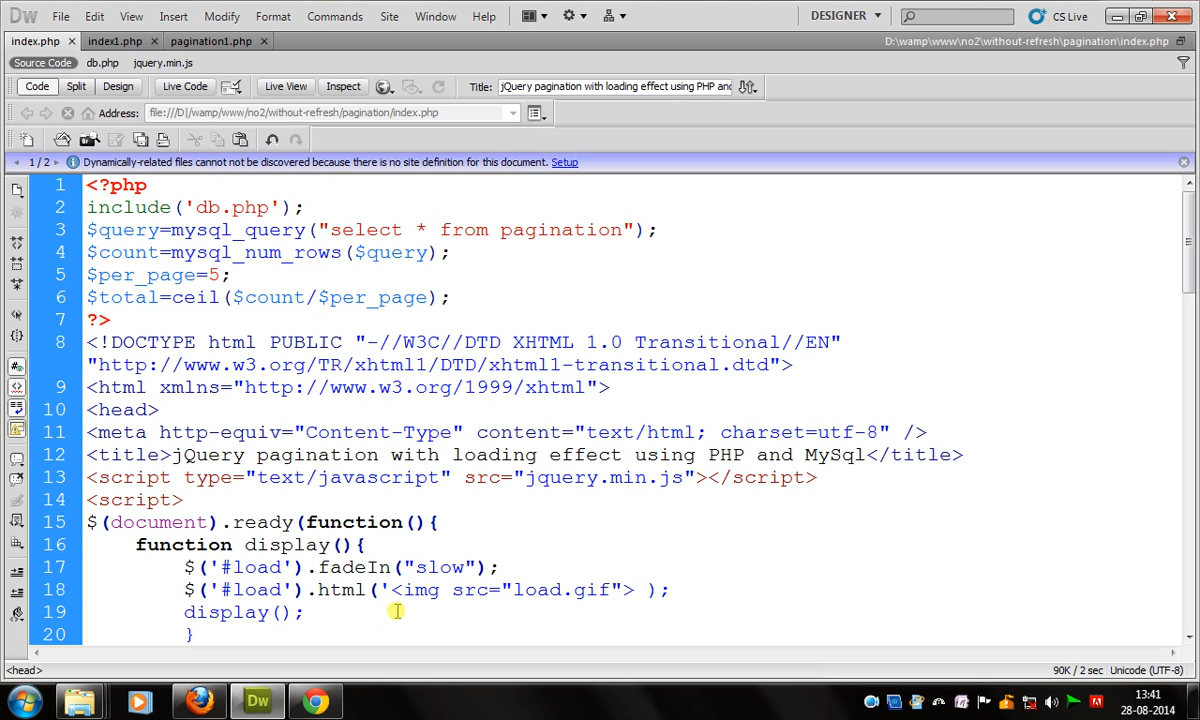 Dw File Edit View Insert Modify Format Commands Site Window Help DESIGNER CS Live
index.php index1.php pagination1.php D:\wamp\www\no2\without-refresh\pagination\index.php
Source Code db.php jquery.min.js
Code Split Design Live Code Live View Inspect Title: jQuery pagination with loading effect using PHP and
Address: file:///D|/wamp/www/no2/without-refresh/pagination/index.php
1 / 2 Dynamically-related files cannot not be discovered because there is no site definition for this document. Setup
1 <?php
2 include('db.php');
3 $query=mysql_query("select * from pagination");
4 $count=mysql_num_rows($query);
5 $per_page=5;
6 $total=ceil($count/$per_page);
7 ?>
8 <!DOCTYPE html PUBLIC "-//W3C//DTD XHTML 1.0 Transitional//EN"
"http://www.w3.org/TR/xhtml1/DTD/xhtml1-transitional.dtd">
9 <html xmlns="http://www.w3.org/1999/xhtml">
10 <head>
11 <meta http-equiv="Content-Type" content="text/html; charset=utf-8" />
12 <title>jQuery pagination with loading effect using PHP and MySql</title>
13 <script type="text/javascript" src="jquery.min.js"></script>
14 <script>
15 $(document).ready(function(){
16 function display(){
17 $('#load').fadeIn("slow");
18 $('#load').html('<img src="load.gif"> );
19 display();
20 }
<head> 90K / 2 sec Unicode (UTF-8)
Dw 13:41
28-08-2014